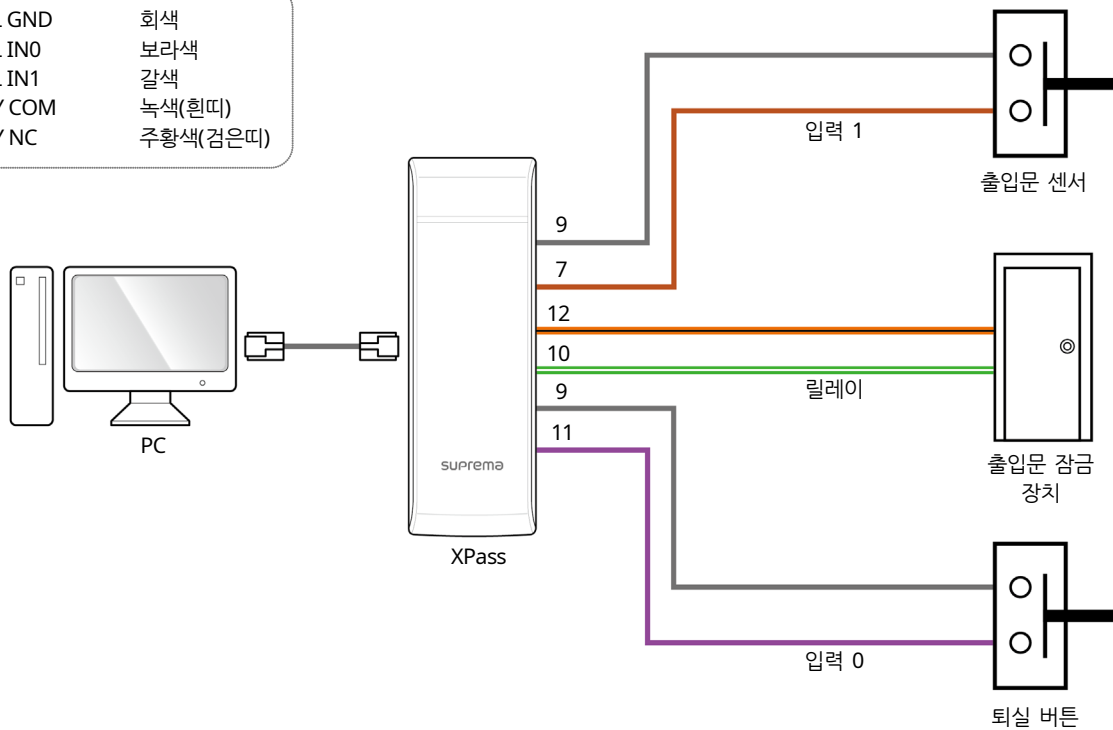 GND 회색
IN0 보라색
IN1 갈색
COM 녹색(흰띠)
NC 주황색(검은띠)
입력 1
출입문 센서
9
7
12
10
릴레이
9
11
PC
suprema
XPass
출입문 잠금
장치
입력 0
퇴실 버튼